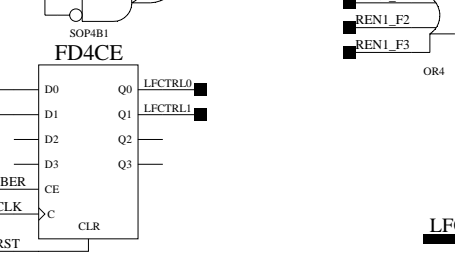 SOP4B1
FD4CE
D0
D1
D2
D3
CE
C
CLR
Q0
Q1
Q2
Q3
LFCTRL0
LFCTRL1
BER
CLK
RST
REN1_F2
REN1_F3
OR4
LF